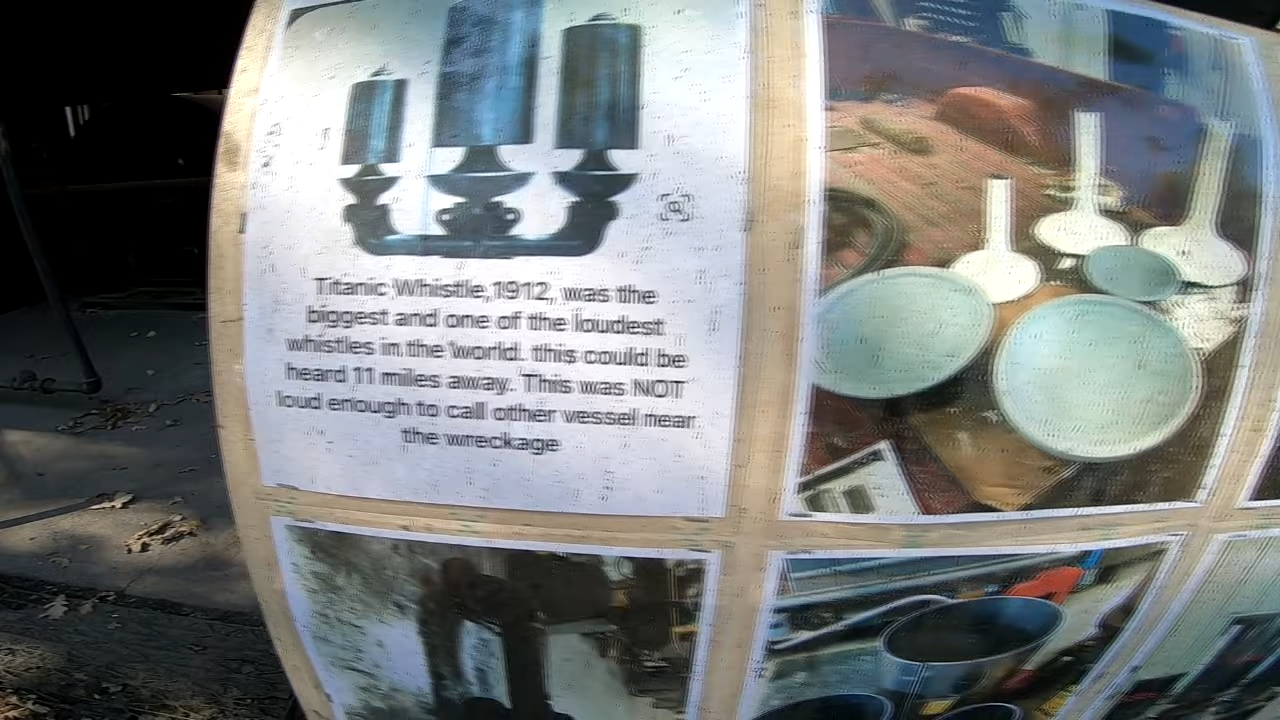 Titanic Whistle,1912, was the
biggest and one of the loudest
whistles in the world. this could be
heard 11 miles away. This was NOT
loud enough to call other vessel near
the wreckage